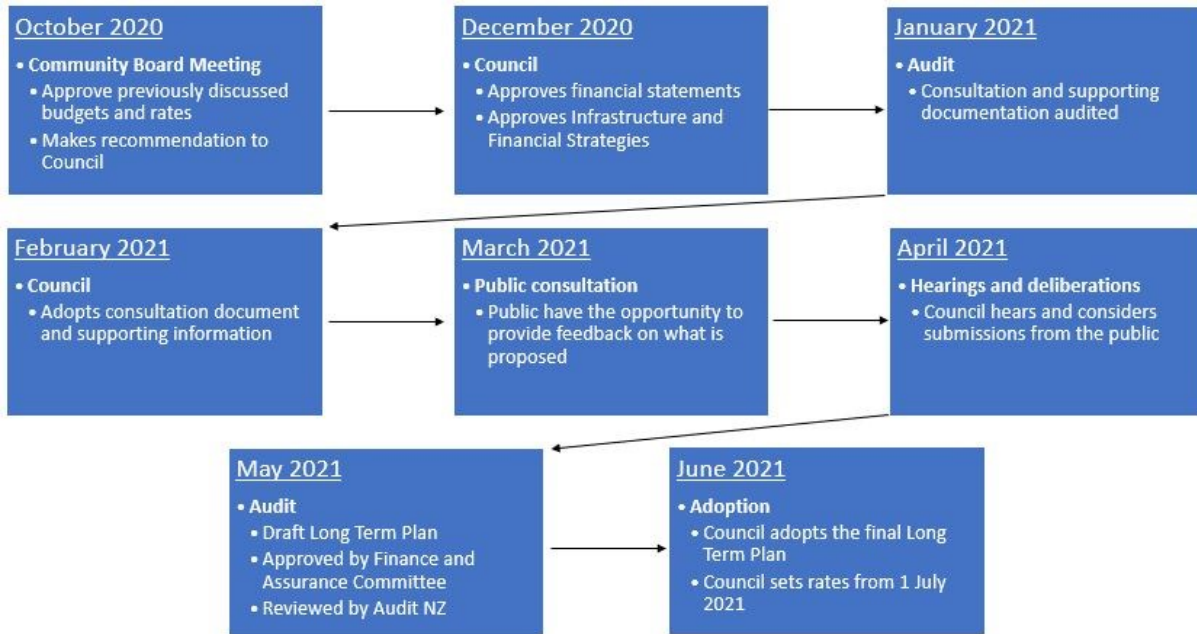 October 2020
• Community Board Meeting
• Approve previously discussed
budgets and rates
• Makes recommendation to
Council
December 2020
• Council
• Approves financial statements
• Approves Infrastructure and
Financial Strategies
January 2021
• Audit
• Consultation and supporting
documentation audited
February 2021
• Council
• Adopts consultation document
and supporting information
March 2021
• Public consultation
• Public have the opportunity to
provide feedback on what is
proposed
April 2021
• Hearings and deliberations
• Council hears and considers
submissions from the public
May 2021
• Audit
• Draft Long Term Plan
• Approved by Finance and
Assurance Committee
• Reviewed by Audit NZ
June 2021
• Adoption
• Council adopts the final Long
Term Plan
• Council sets rates from 1 July
2021